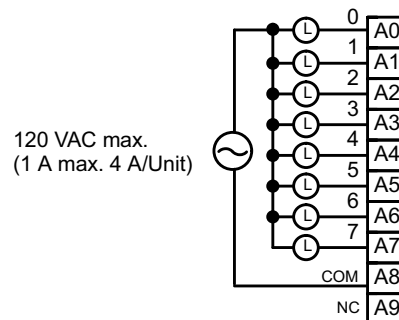 0 L A0
1 L A1
2 L A2
3 L A3
120 VAC max.
(1 A max. 4 A/Unit)
4 L A4
5 L A5
6 L A6
7 L A7
COM A8
NC A9